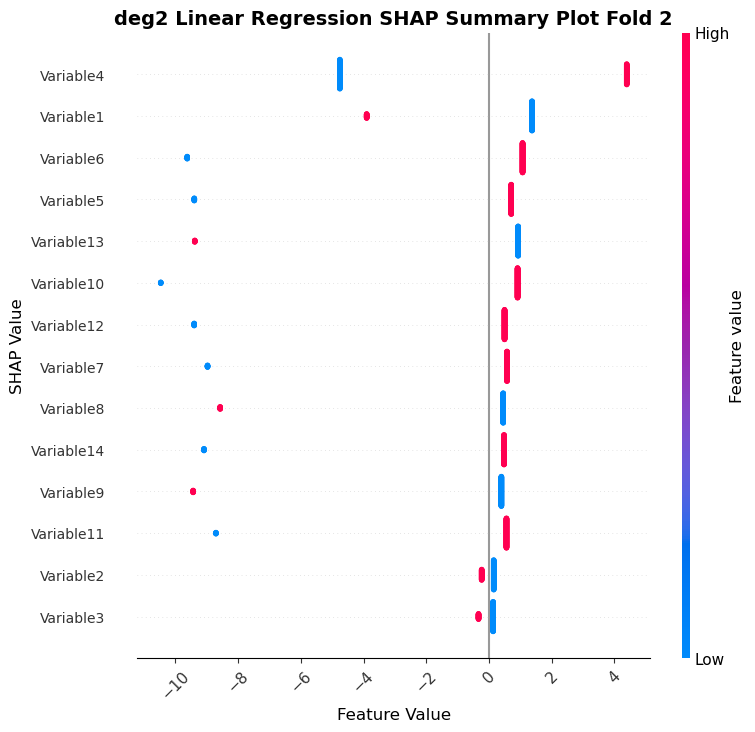 deg2 Linear Regression SHAP Summary Plot Fold 2
High
Variable4
Variable1
Variable6
Variable5
Variable13
Variable10
Variable12
Variable7
Variable8
Variable14
Variable9
Variable11
Variable2
Variable3
SHAP Value
Feature value
Low
−10
−8
−6
−4
−2
0
2
4
Feature Value